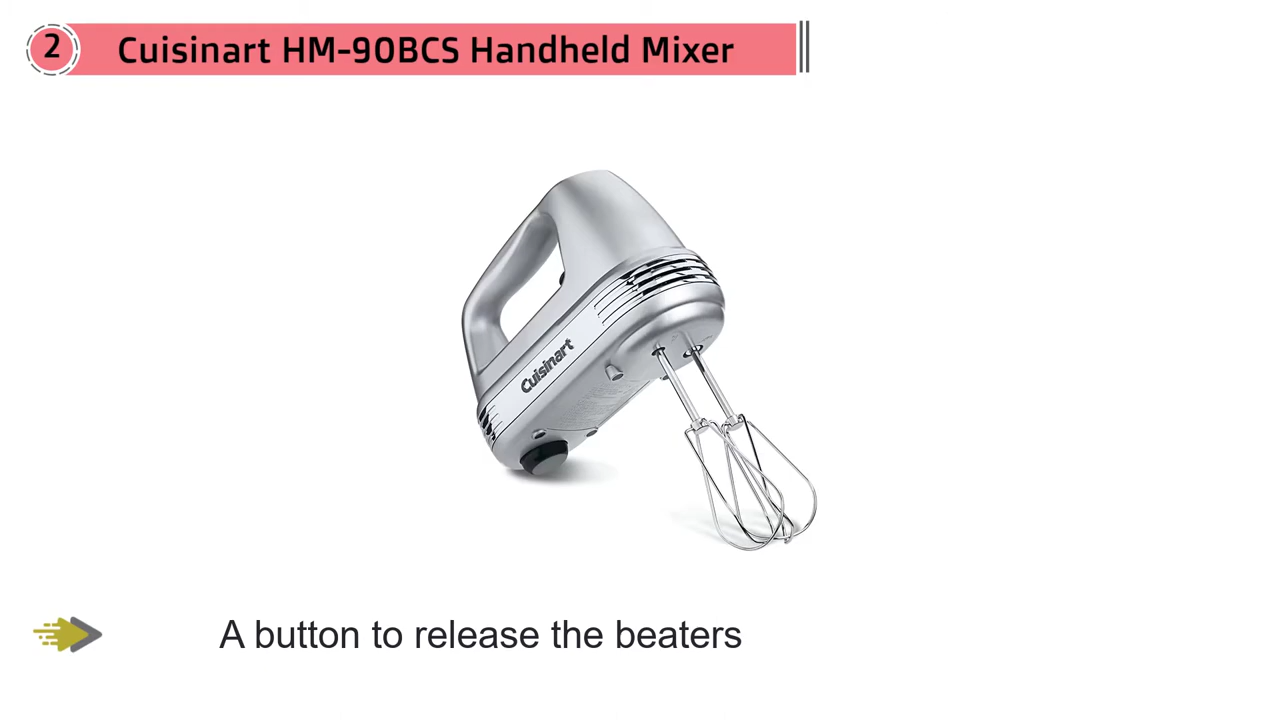 2
Cuisinart HM-90BCS Handheld Mixer
Cuisinart
A button to release the beaters